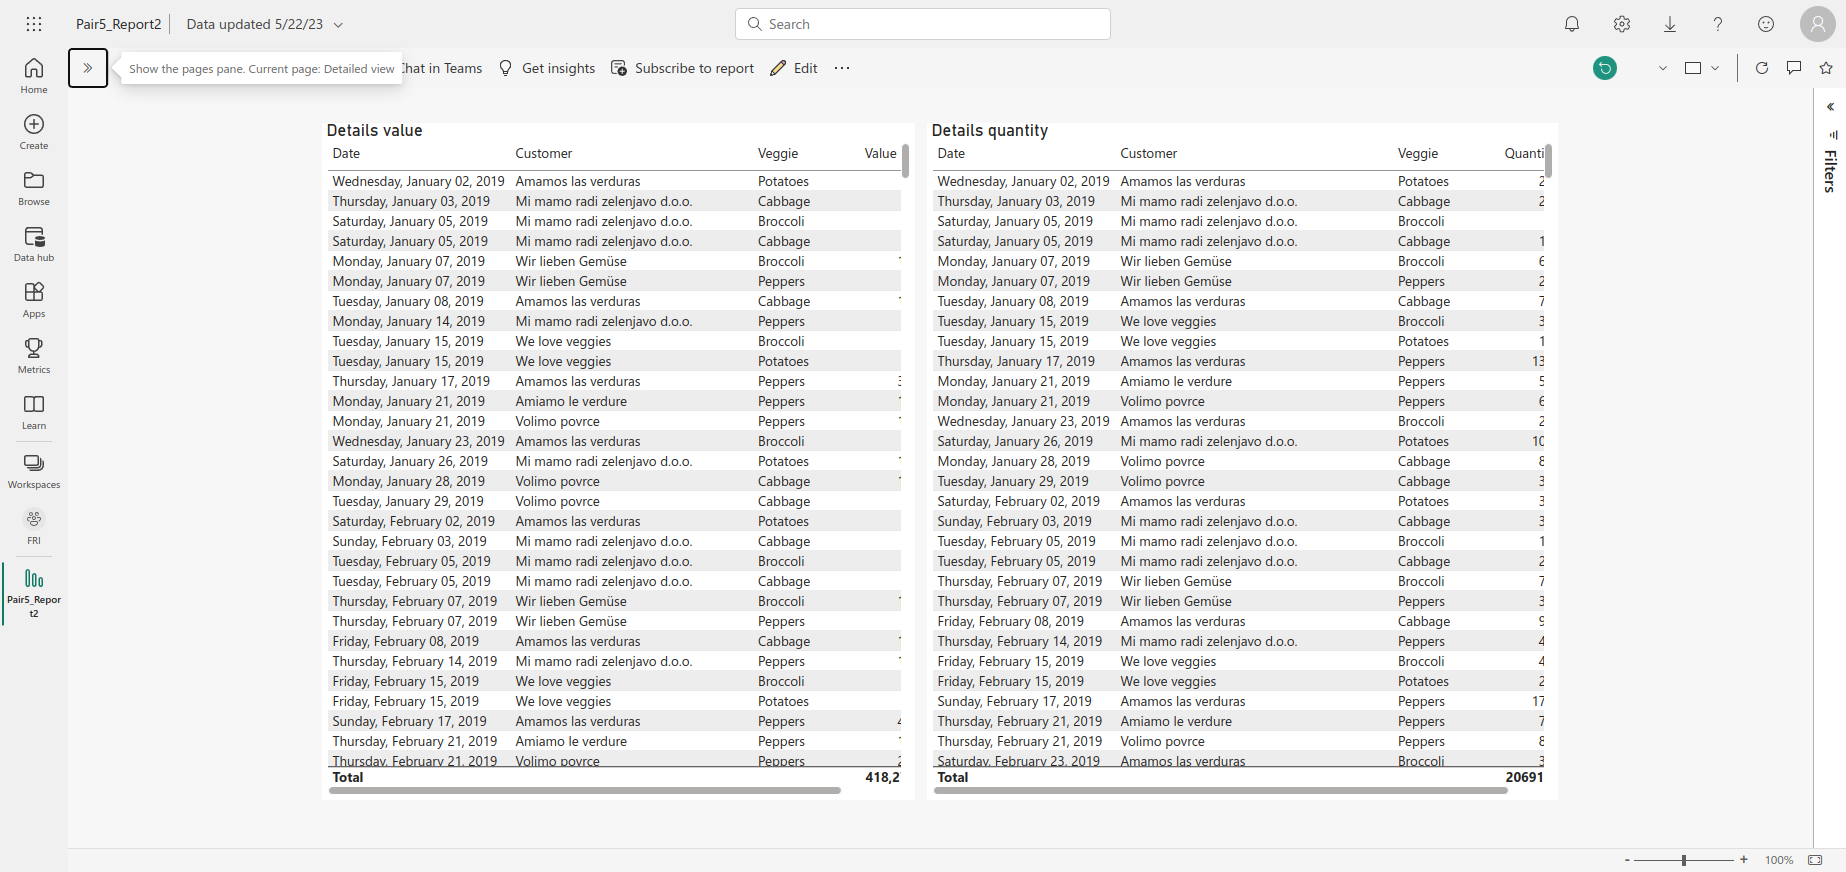 Pair5_Report2 Data updated 5/22/23 Search
Show the pages pane. Current page: Detailed view
Chat in Teams Get insights Subscribe to report Edit
Home
Create
Browse
Data hub
Apps
Metrics
Learn
Workspaces
FRI
Pair5_Repor
t2
Details value
Date Customer Veggie Value
Wednesday, January 02, 2019 Amamos las verduras Potatoes
Thursday, January 03, 2019 Mi mamo radi zelenjavo d.o.o. Cabbage
Saturday, January 05, 2019 Mi mamo radi zelenjavo d.o.o. Broccoli
Saturday, January 05, 2019 Mi mamo radi zelenjavo d.o.o. Cabbage
Monday, January 07, 2019 Wir lieben Gemüse Broccoli
Monday, January 07, 2019 Wir lieben Gemüse Peppers
Tuesday, January 08, 2019 Amamos las verduras Cabbage
Monday, January 14, 2019 Mi mamo radi zelenjavo d.o.o. Peppers
Tuesday, January 15, 2019 We love veggies Broccoli
Tuesday, January 15, 2019 We love veggies Potatoes
Thursday, January 17, 2019 Amamos las verduras Peppers
Monday, January 21, 2019 Amiamo le verdure Peppers
Monday, January 21, 2019 Volimo povrce Peppers
Wednesday, January 23, 2019 Amamos las verduras Broccoli
Saturday, January 26, 2019 Mi mamo radi zelenjavo d.o.o. Potatoes
Monday, January 28, 2019 Volimo povrce Cabbage
Tuesday, January 29, 2019 Volimo povrce Cabbage
Saturday, February 02, 2019 Amamos las verduras Potatoes
Sunday, February 03, 2019 Mi mamo radi zelenjavo d.o.o. Cabbage
Tuesday, February 05, 2019 Mi mamo radi zelenjavo d.o.o. Broccoli
Tuesday, February 05, 2019 Mi mamo radi zelenjavo d.o.o. Cabbage
Thursday, February 07, 2019 Wir lieben Gemüse Broccoli
Thursday, February 07, 2019 Wir lieben Gemüse Peppers
Friday, February 08, 2019 Amamos las verduras Cabbage
Thursday, February 14, 2019 Mi mamo radi zelenjavo d.o.o. Peppers
Friday, February 15, 2019 We love veggies Broccoli
Friday, February 15, 2019 We love veggies Potatoes
Sunday, February 17, 2019 Amamos las verduras Peppers
Thursday, February 21, 2019 Amiamo le verdure Peppers
Thursday, February 21, 2019 Volimo povrce Peppers
Total 418,2
Details quantity
Date Customer Veggie Quanti
Wednesday, January 02, 2019 Amamos las verduras Potatoes 2
Thursday, January 03, 2019 Mi mamo radi zelenjavo d.o.o. Cabbage 2
Saturday, January 05, 2019 Mi mamo radi zelenjavo d.o.o. Broccoli
Saturday, January 05, 2019 Mi mamo radi zelenjavo d.o.o. Cabbage 1
Monday, January 07, 2019 Wir lieben Gemüse Broccoli 6
Monday, January 07, 2019 Wir lieben Gemüse Peppers 2
Tuesday, January 08, 2019 Amamos las verduras Cabbage 7
Tuesday, January 15, 2019 We love veggies Broccoli 3
Tuesday, January 15, 2019 We love veggies Potatoes 1
Thursday, January 17, 2019 Amamos las verduras Peppers 13
Monday, January 21, 2019 Amiamo le verdure Peppers 5
Monday, January 21, 2019 Volimo povrce Peppers 6
Wednesday, January 23, 2019 Amamos las verduras Broccoli 2
Saturday, January 26, 2019 Mi mamo radi zelenjavo d.o.o. Potatoes 10
Monday, January 28, 2019 Volimo povrce Cabbage 8
Tuesday, January 29, 2019 Volimo povrce Cabbage 3
Saturday, February 02, 2019 Amamos las verduras Potatoes 3
Sunday, February 03, 2019 Mi mamo radi zelenjavo d.o.o. Cabbage 3
Tuesday, February 05, 2019 Mi mamo radi zelenjavo d.o.o. Broccoli 1
Tuesday, February 05, 2019 Mi mamo radi zelenjavo d.o.o. Cabbage 2
Thursday, February 07, 2019 Wir lieben Gemüse Broccoli 7
Thursday, February 07, 2019 Wir lieben Gemüse Peppers 3
Friday, February 08, 2019 Amamos las verduras Cabbage 9
Thursday, February 14, 2019 Mi mamo radi zelenjavo d.o.o. Peppers 4
Friday, February 15, 2019 We love veggies Broccoli 4
Friday, February 15, 2019 We love veggies Potatoes 2
Sunday, February 17, 2019 Amamos las verduras Peppers 17
Thursday, February 21, 2019 Amiamo le verdure Peppers 7
Thursday, February 21, 2019 Volimo povrce Peppers 8
Saturday, February 23, 2019 Amamos las verduras Broccoli 3
Total 20691
Filters
- + 100%